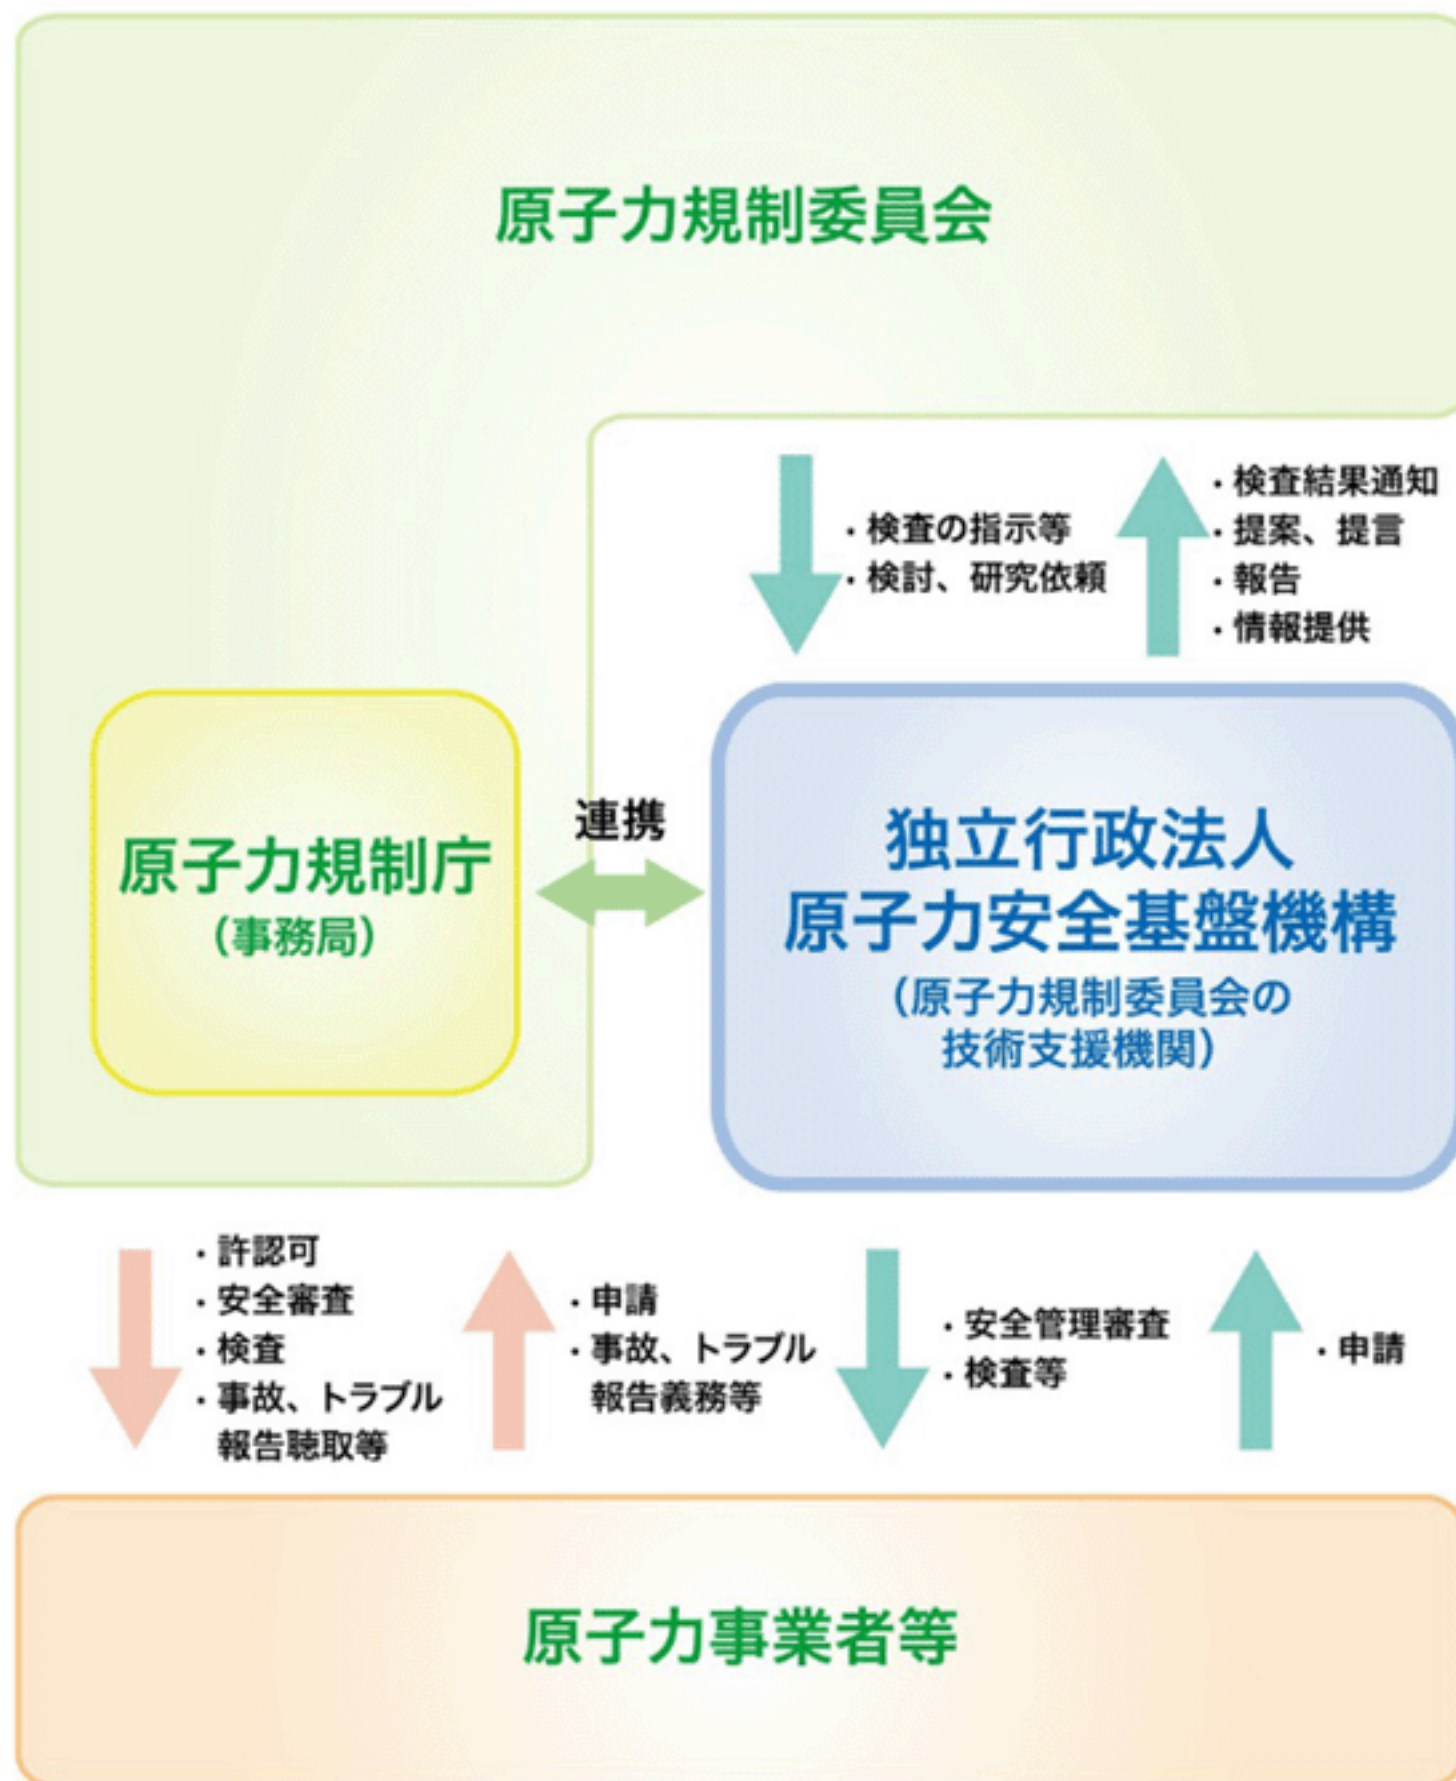 原子力規制委員会
・検査の指示等
・検討、研究依頼
・検査結果通知
・提案、提言
・報告
・情報提供
原子力規制庁
（事務局）
連携
独立行政法人
原子力安全基盤機構
（原子力規制委員会の
技術支援機関）
・許認可
・安全審査
・検査
・事故、トラブル
報告聴取等
・申請
・事故、トラブル
報告義務等
・安全管理審査
・検査等
・申請
原子力事業者等